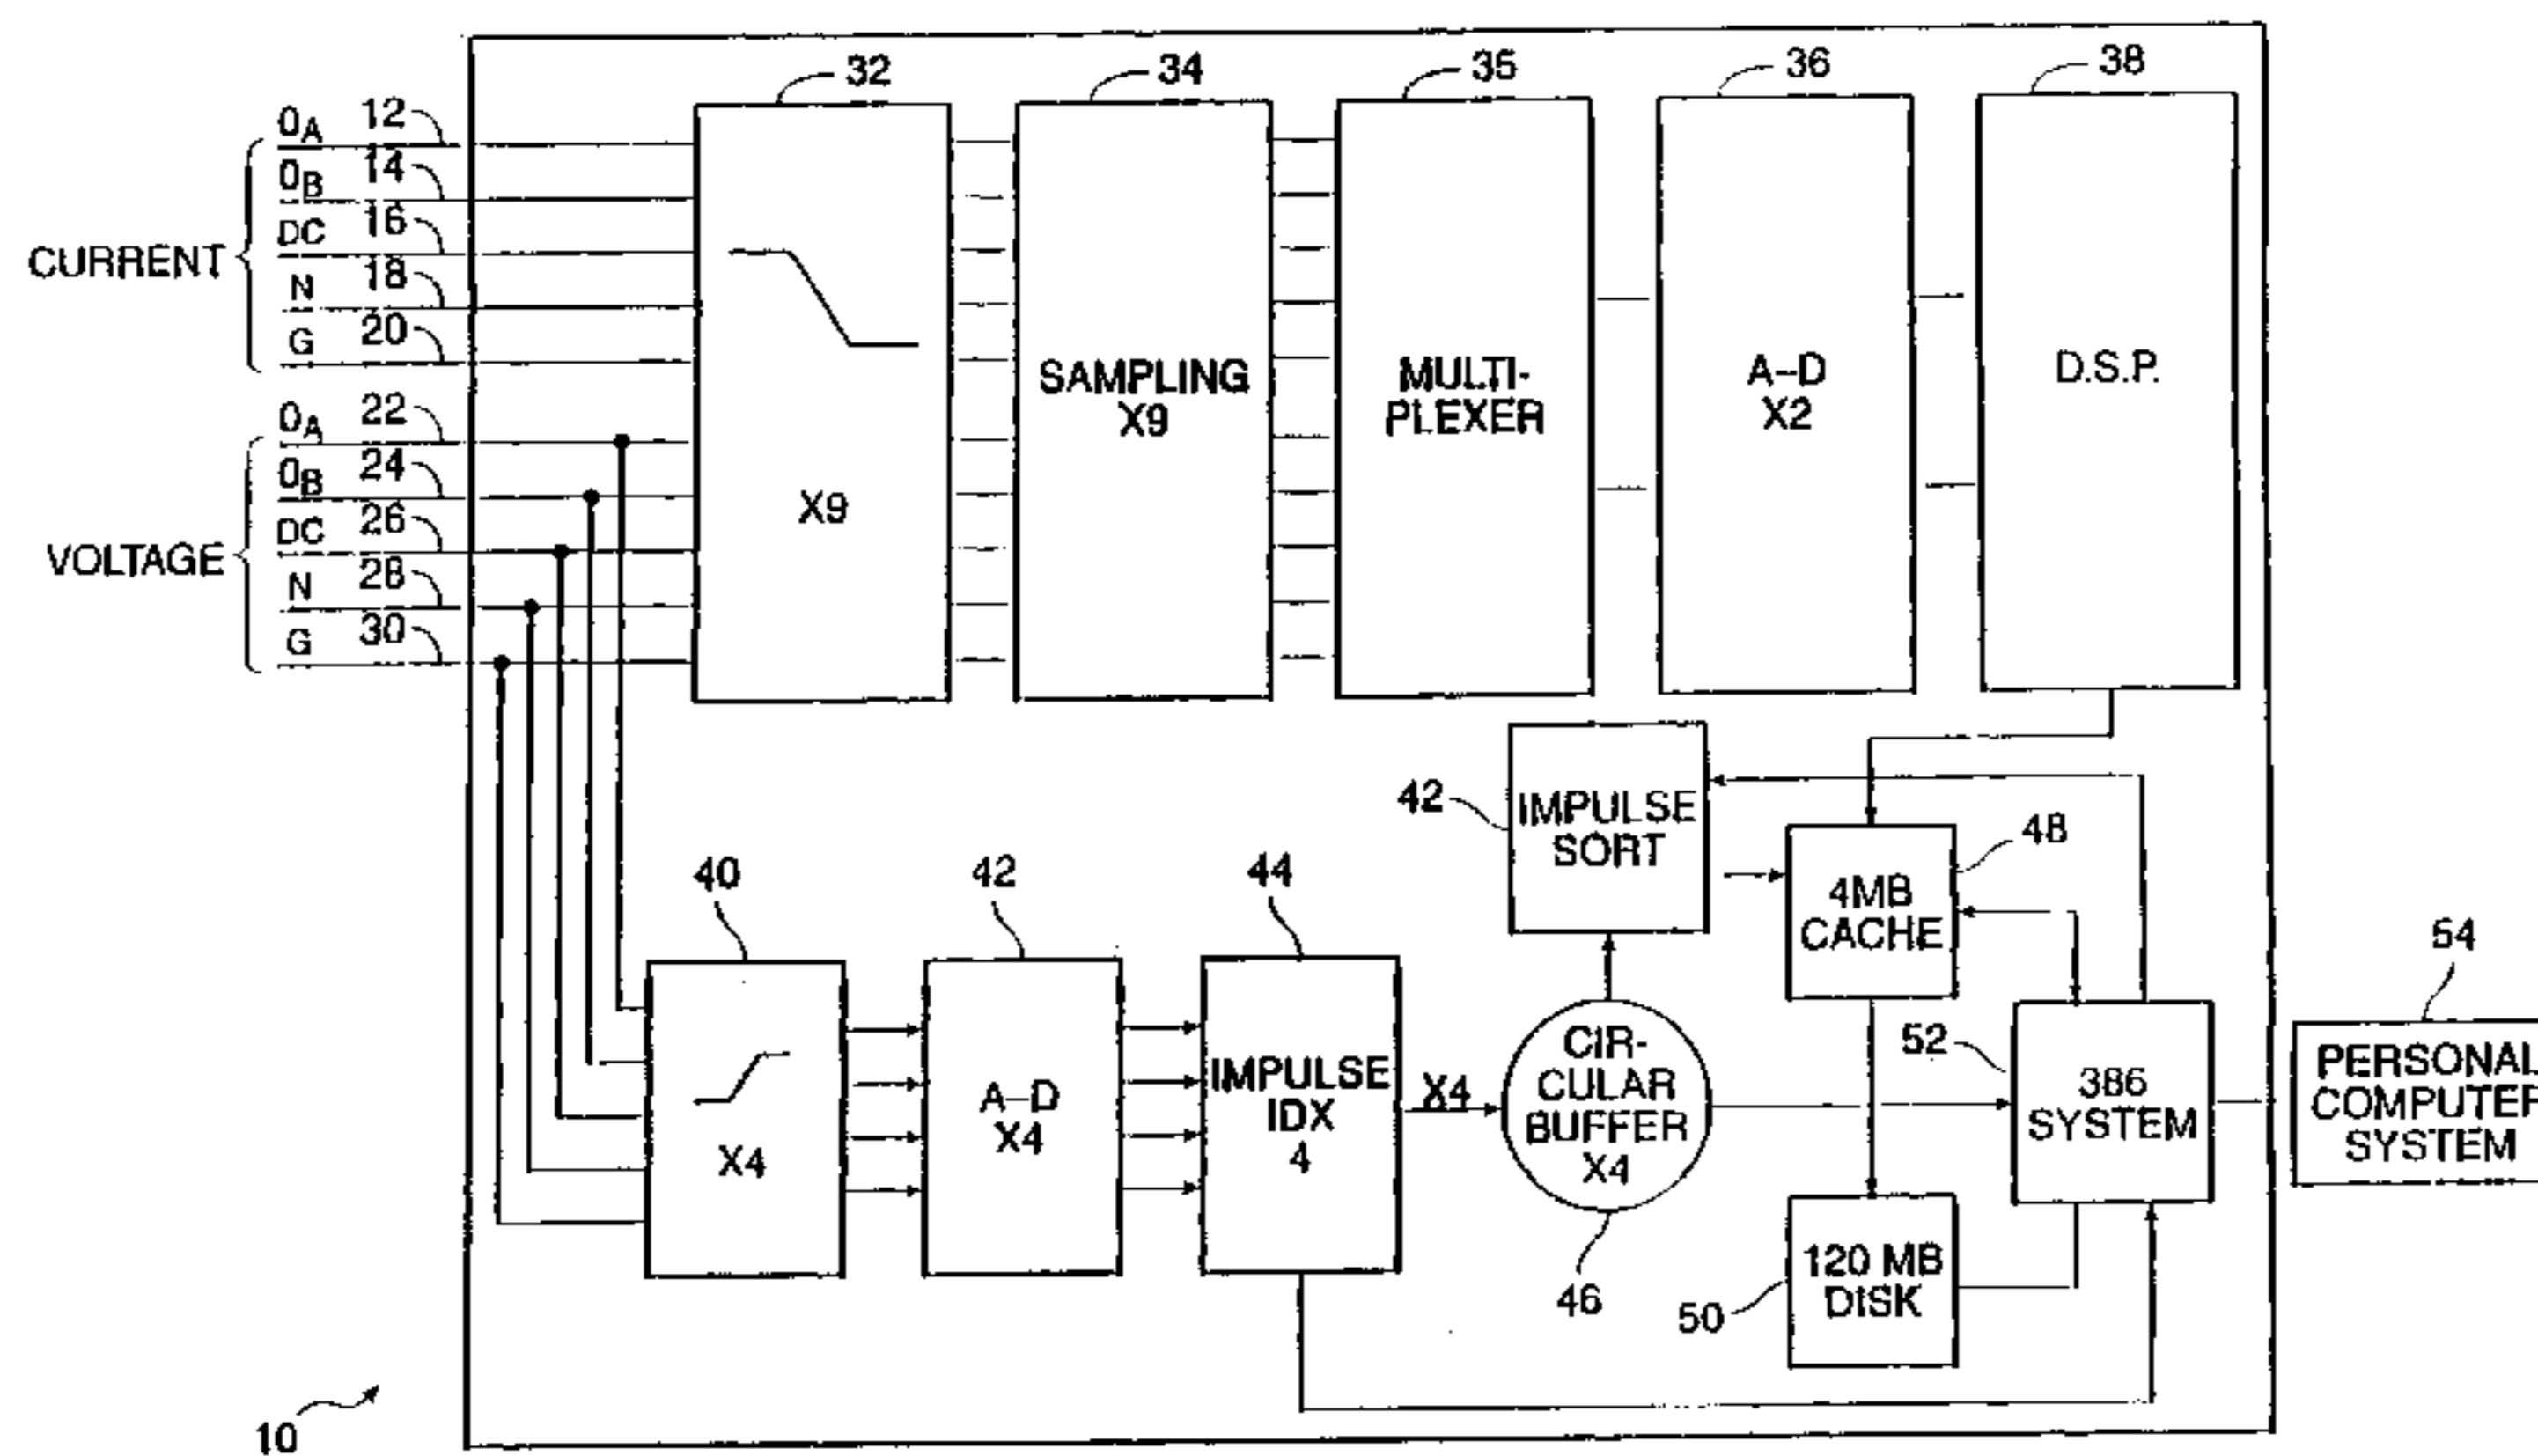 32
34
35
36
38
CURRENT
0A 12
0B 14
DC 16
N 18
G 20
VOLTAGE
0A 22
0B 24
DC 26
N 28
G 30
X9
SAMPLING
X9
MULTI-
PLEXER
A-D
X2
D.S.P.
42
IMPULSE
SORT
48
4MB
CACHE
40
X4
42
A-D
X4
44
IMPULSE
IDX
4
X4
CIR-
CULAR
BUFFER
X4
46
52
386
SYSTEM
54
PERSONAL
COMPUTER
SYSTEM
50
120 MB
DISK
10